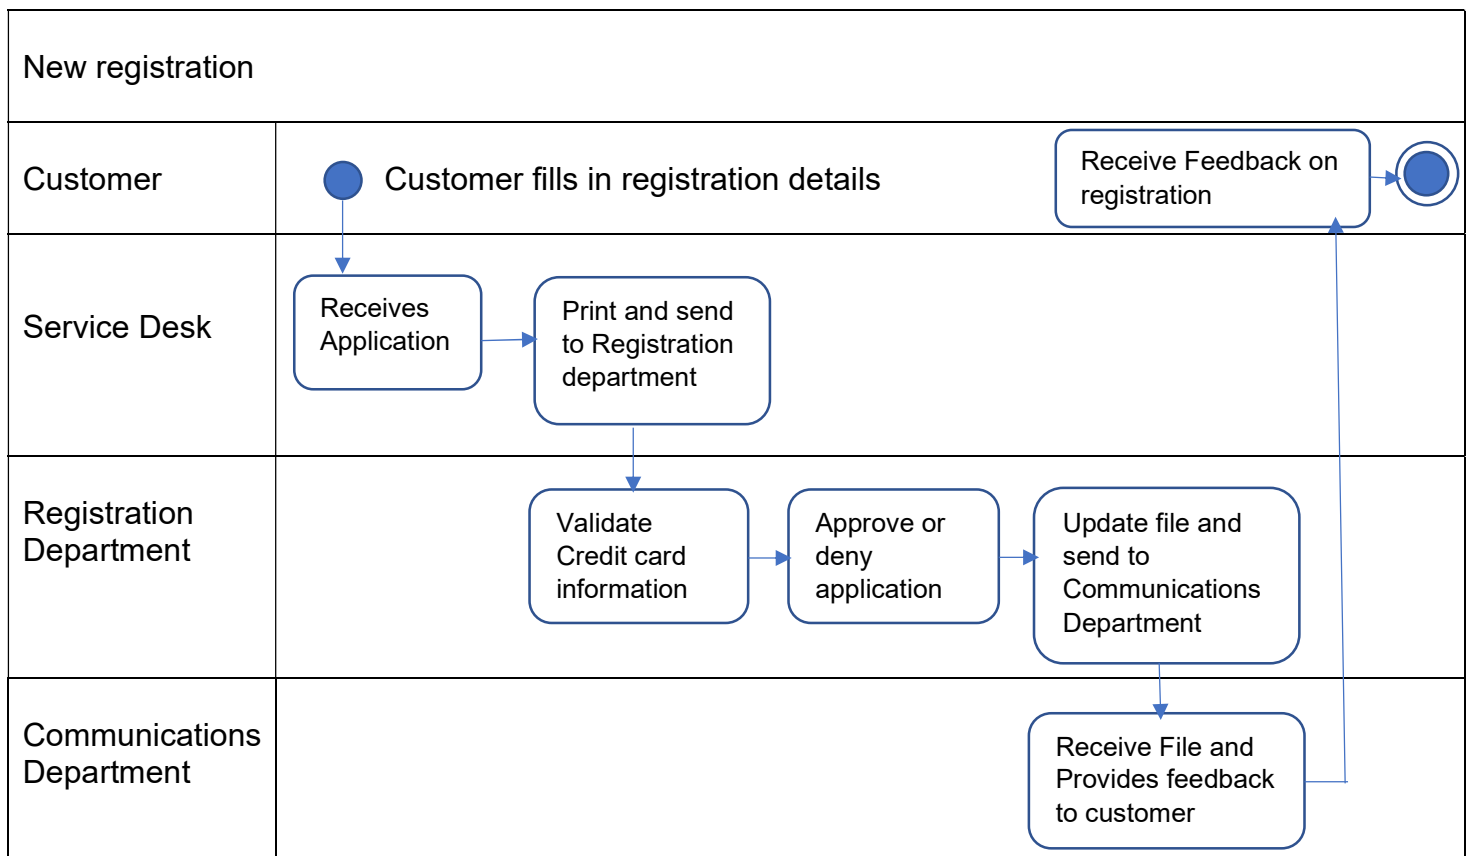 New registration
Customer
Customer fills in registration details
Receive Feedback on
registration
Service Desk
Receives
Application
Print and send
to Registration
department
Registration
Department
Validate
Credit card
information
Approve or
deny
application
Update file and
send to
Communications
Department
Communications
Department
Receive File and
Provides feedback
to customer